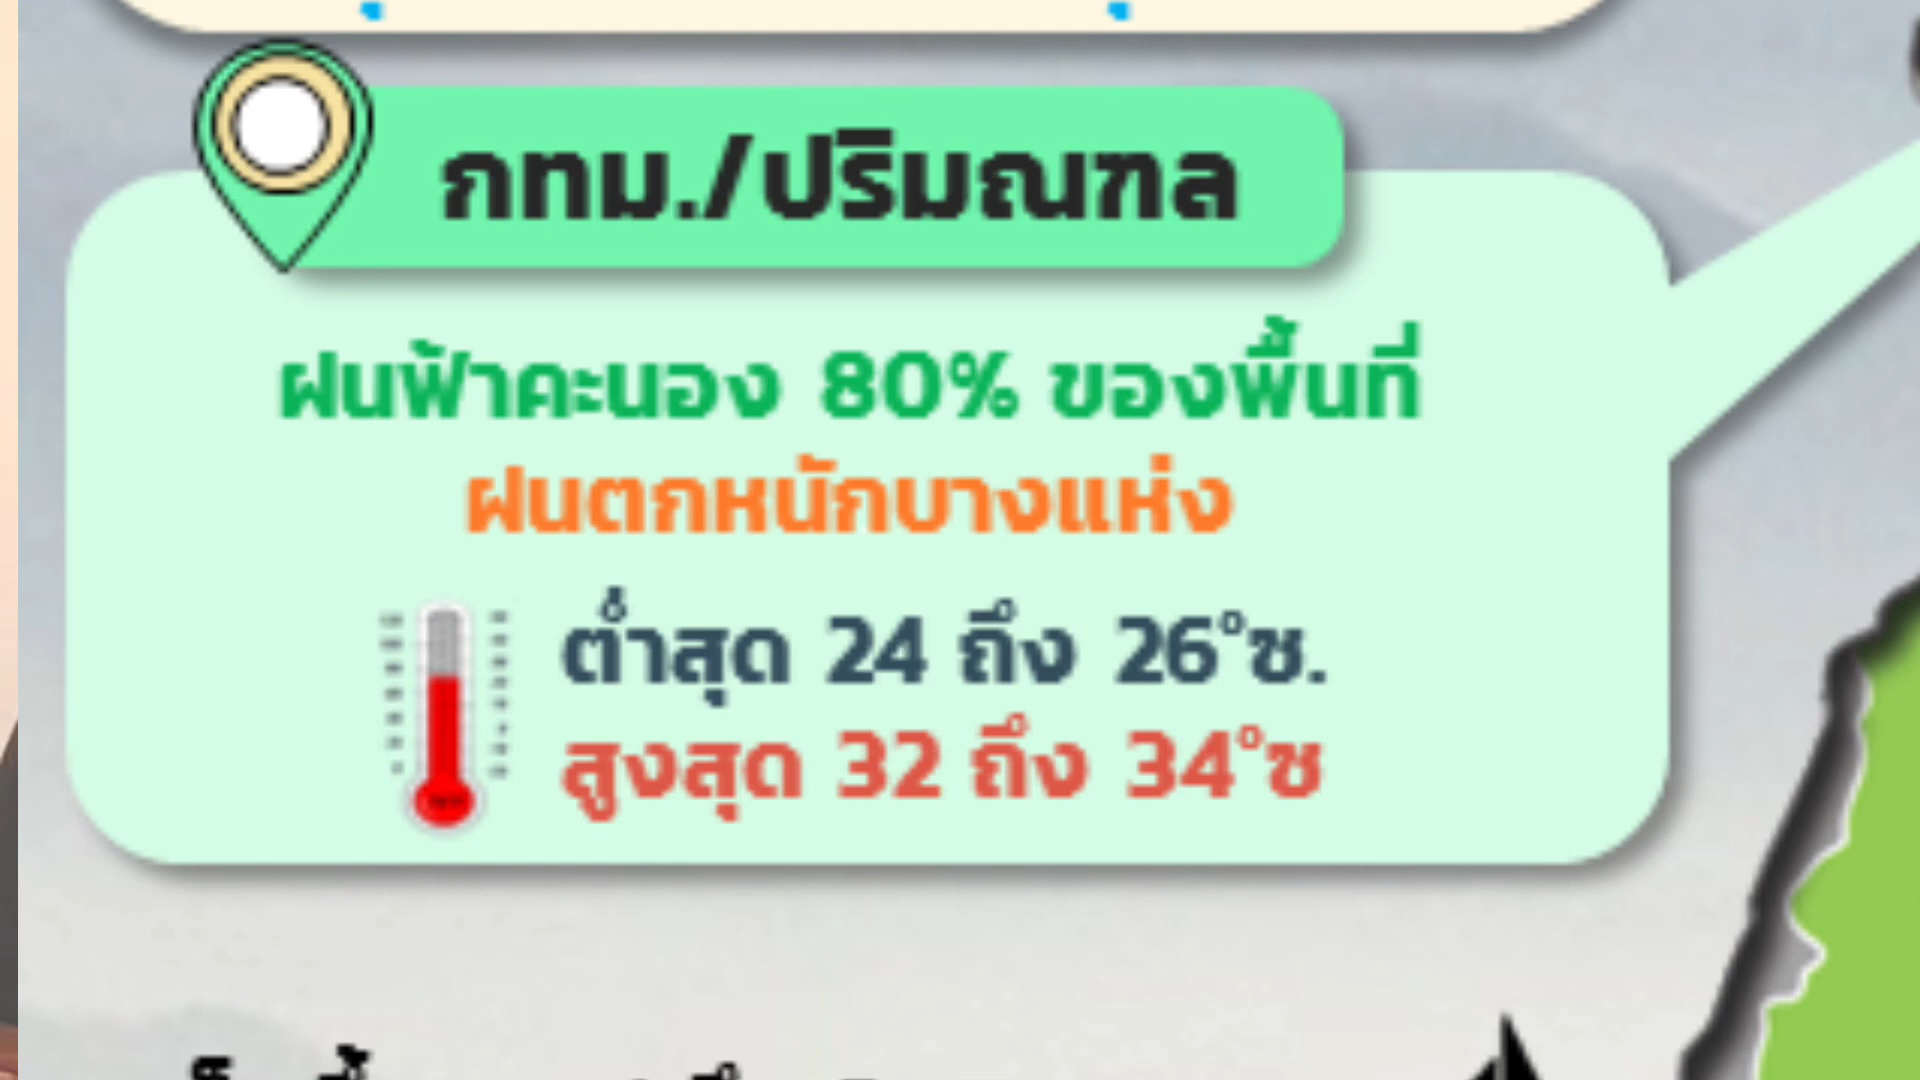 กทม./ปริมณฑล
ฝนฟ้าคะนอง 80% ของพื้นที่
ฝนตกหนักบางแห่ง
ต่ำสุด 24 ถึง 26°ซ.
สูงสุด 32 ถึง 34°ซ